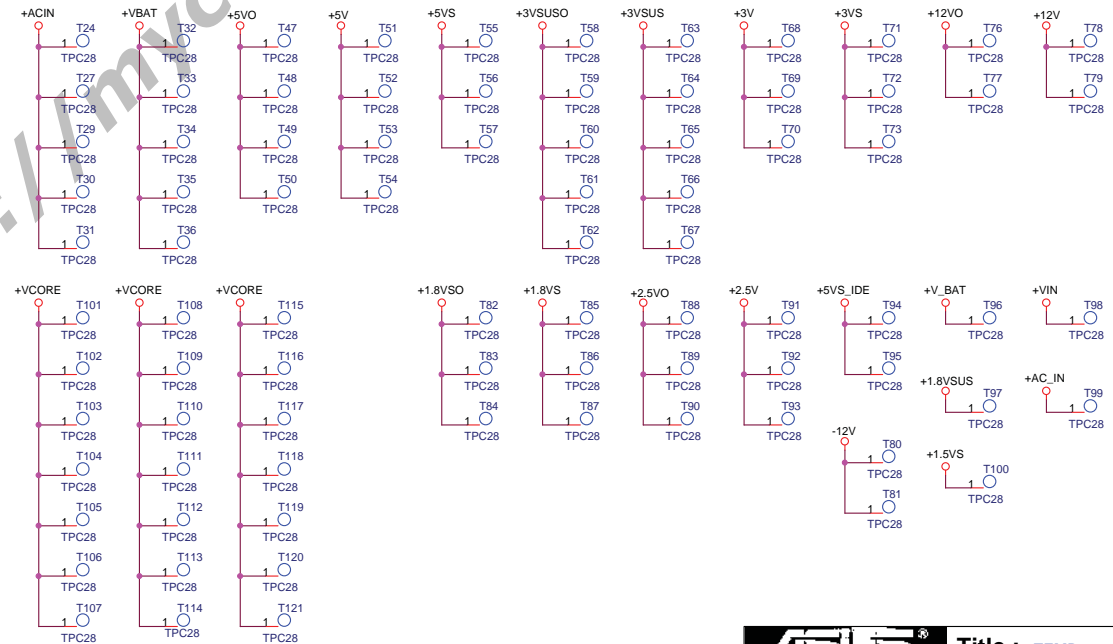 +ACIN +VBAT +5VO +5V +5VS +3VSUSO +3VSUS +3V +3VS +12VO +12V
T24 T32 T47 T51 T55 T58 T63 T68 T71 T76 T78
1 1 1 1 1 1 1 1 1 1 1
TPC28 TPC28 TPC28 TPC28 TPC28 TPC28 TPC28 TPC28 TPC28 TPC28 TPC28
T27 T33 T48 T52 T56 T59 T64 T69 T72 T77 T79
1 1 1 1 1 1 1 1 1 1 1
TPC28 TPC28 TPC28 TPC28 TPC28 TPC28 TPC28 TPC28 TPC28 TPC28 TPC28
T29 T34 T49 T53 T57 T60 T65 T70 T73
1 1 1 1 1 1 1 1 1
TPC28 TPC28 TPC28 TPC28 TPC28 TPC28 TPC28 TPC28 TPC28
T30 T35 T50 T54 T61 T66
1 1 1 1 1 1
TPC28 TPC28 TPC28 TPC28 TPC28 TPC28
T31 T36 T62 T67
1 1 1 1
TPC28 TPC28 TPC28 TPC28
+VCORE +VCORE +VCORE +1.8VSO +1.8VS +2.5VO +2.5V +5VS_IDE +V_BAT +VIN
T101 T108 T115 T82 T85 T88 T91 T94 T96 T98
1 1 1 1 1 1 1 1 1 1
TPC28 TPC28 TPC28 TPC28 TPC28 TPC28 TPC28 TPC28 TPC28 TPC28
T102 T109 T116 T83 T86 T89 T92 T95
1 1 1 1 1 1 1 1
TPC28 TPC28 TPC28 TPC28 TPC28 TPC28 TPC28 TPC28
+1.8VSUS +AC_IN
T97 T99
1 1
TPC28 TPC28
T103 T110 T117 T84 T87 T90 T93
1 1 1 1 1 1 1
TPC28 TPC28 TPC28 TPC28 TPC28 TPC28 TPC28
-12V
T80
1
TPC28
T104 T111 T118
1 1 1
TPC28 TPC28 TPC28
+1.5VS
T100
1
TPC28
T81
1
TPC28
T105 T112 T119
1 1 1
TPC28 TPC28 TPC28
T106 T113 T120
1 1 1
TPC28 TPC28 TPC28
T107 T114 T121
1 1 1
TPC28 TPC28 TPC28
://myc
®
Title :